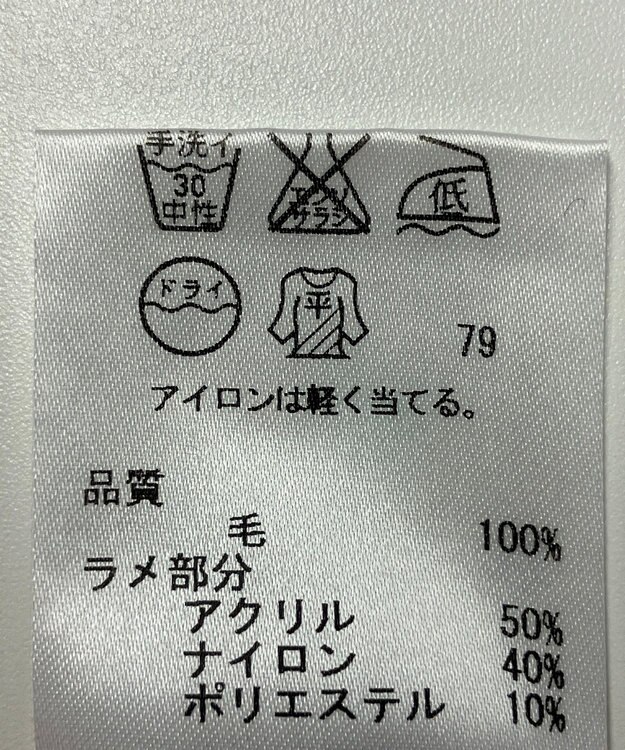 手洗イ
30
中性
エンソ
サラシ
低
ドライ
平
79
アイロンは軽く当てる。
品質
毛 100%
ラメ部分
アクリル 50%
ナイロン 40%
ポリエステル 10%